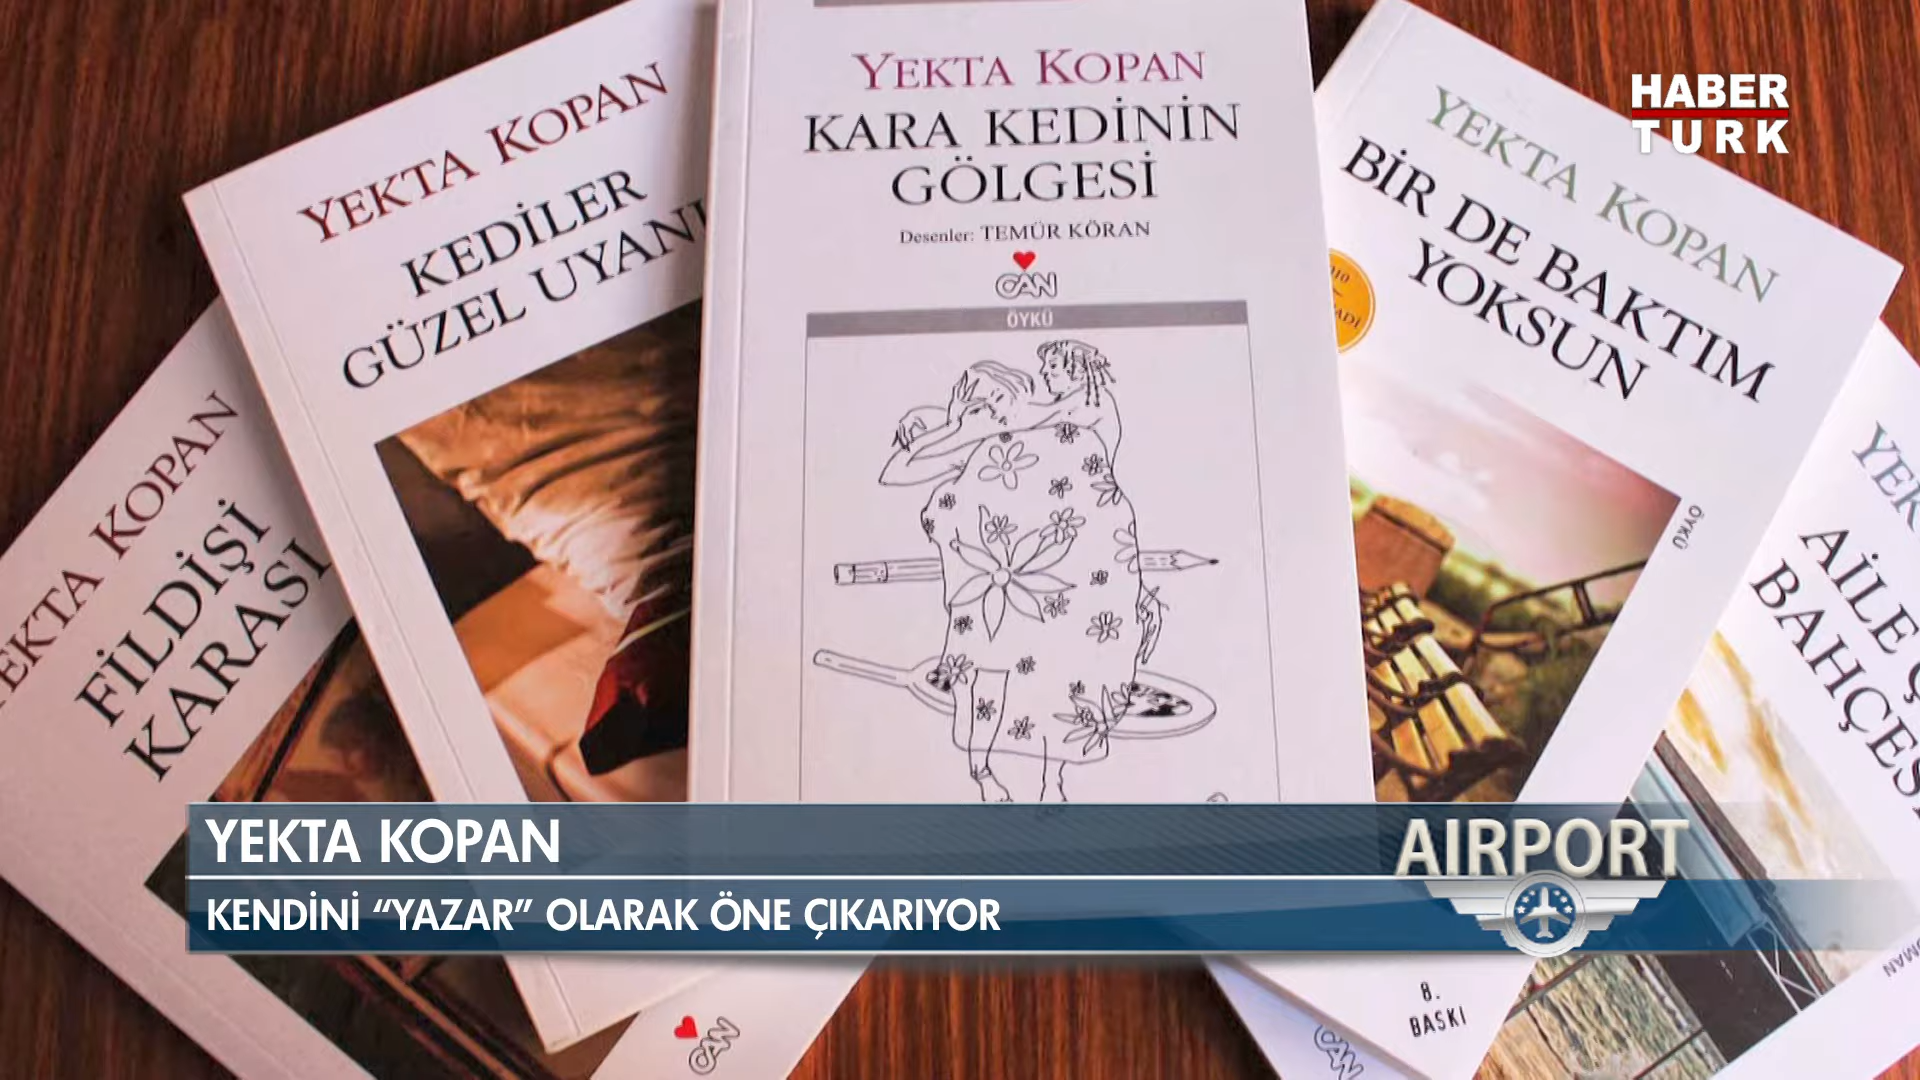 YEKTA KOPAN
FİLDİŞİ
KARASI
YEKTA KOPAN
KEDİLER
GÜZEL
YEKTA KOPAN
KARA KEDİNİN
GÖLGESİ
Desenler: TEMÜR KÖRAN
CAN
ÖYKÜ
YEKTA KOPAN
BİR DE BAKTIM
YOKSUN
ÖYKÜ
8.
BASKI
AİLE
CAN
CAN
HABER
TURK
YEKTA KOPAN
KENDİNİ “YAZAR” OLARAK ÖNE ÇIKARIYOR
AIRPORT